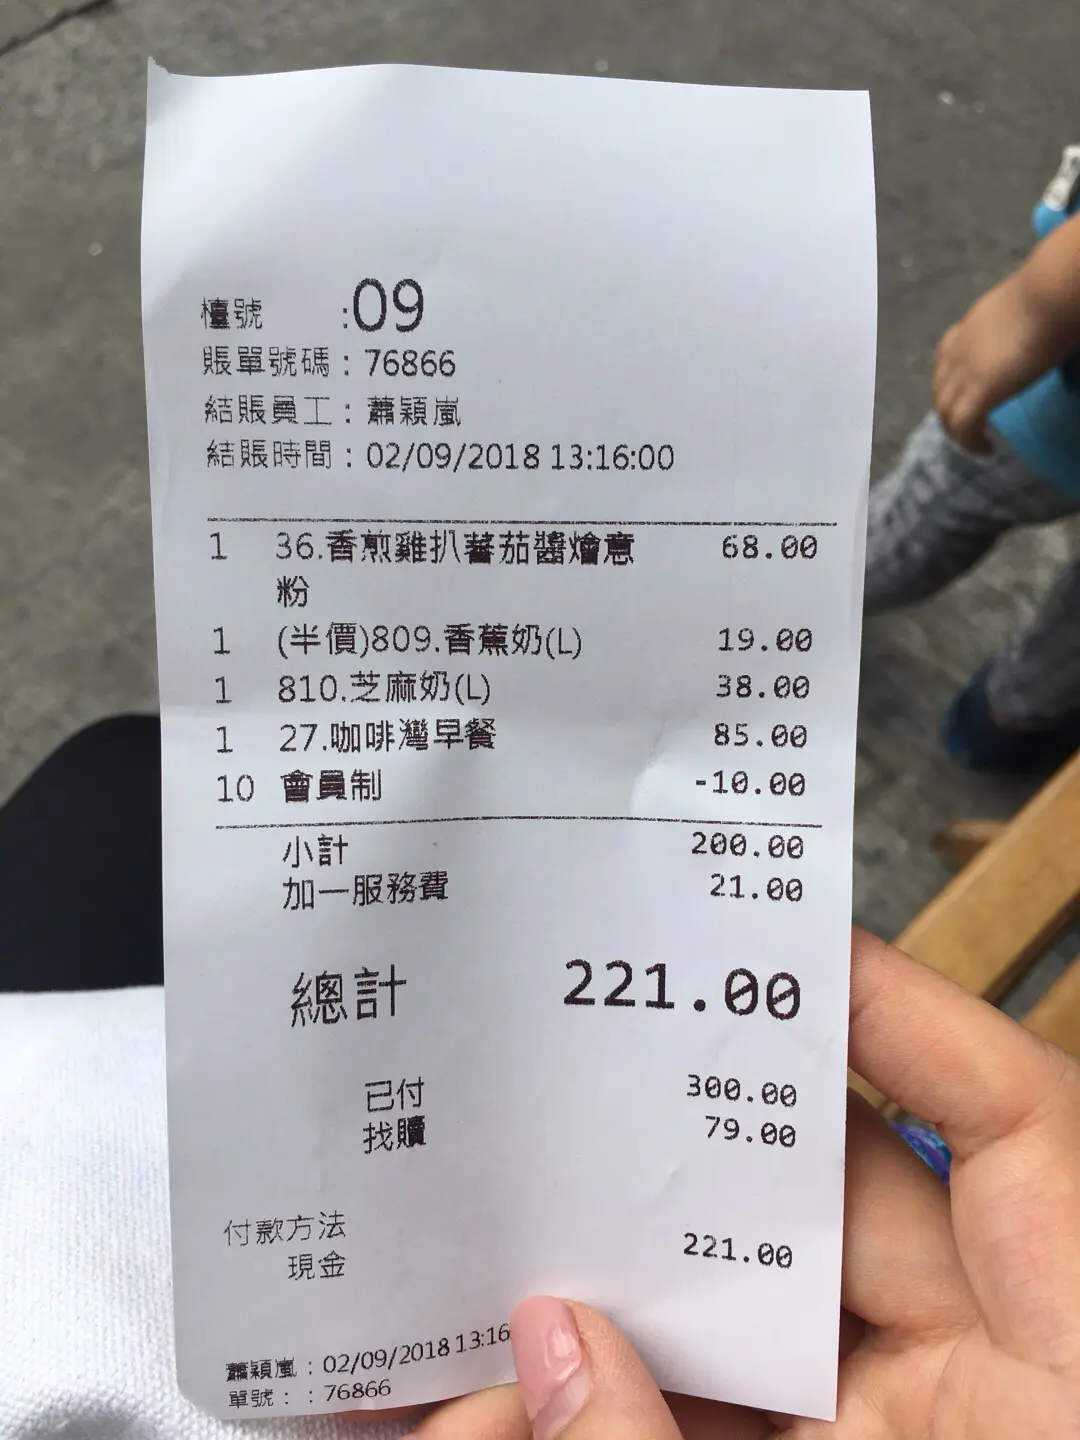 檯號 :09
賬單號碼：76866
結賬員工：蕭穎嵐
結賬時間：02/09/2018 13:16:00
1 36.香煎雞扒蕃茄醬燴意 68.00
粉
1 (半價)809.香蕉奶(L) 19.00
1 810.芝麻奶(L) 38.00
1 27.咖啡灣早餐 85.00
10 會員制 -10.00
小計 200.00
加一服務費 21.00
總計 221.00
已付 300.00
找贖 79.00
付款方法
現金 221.00
蕭穎嵐：02/09/2018 13:16
單號：：76866